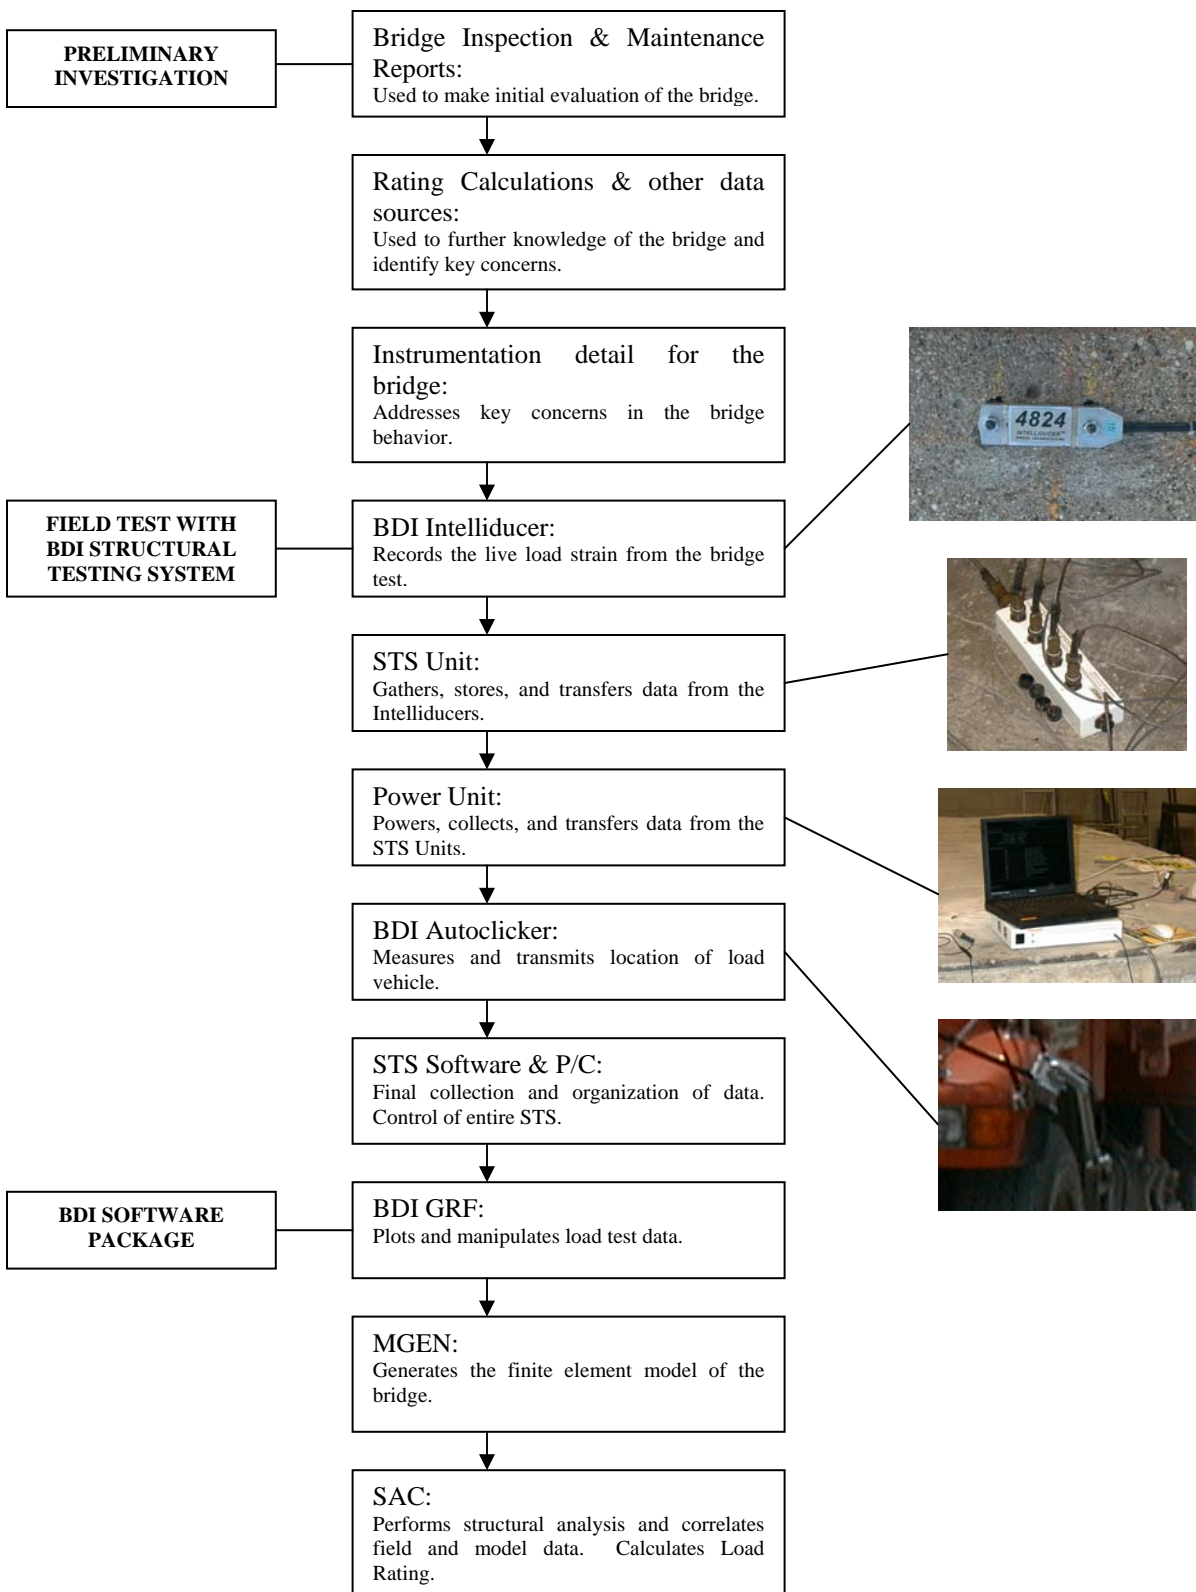 PRELIMINARY
INVESTIGATION
Bridge Inspection & Maintenance
Reports:
Used to make initial evaluation of the bridge.
Rating Calculations & other data
sources:
Used to further knowledge of the bridge and
identify key concerns.
Instrumentation detail for the
bridge:
Addresses key concerns in the bridge
behavior.
4824
INTELLIDUCER
FIELD TEST WITH
BDI STRUCTURAL
TESTING SYSTEM
BDI Intelliducer:
Records the live load strain from the bridge
test.
STS Unit:
Gathers, stores, and transfers data from the
Intelliducers.
Power Unit:
Powers, collects, and transfers data from the
STS Units.
BDI Autoclicker:
Measures and transmits location of load
vehicle.
STS Software & P/C:
Final collection and organization of data.
Control of entire STS.
BDI SOFTWARE
PACKAGE
BDI GRF:
Plots and manipulates load test data.
MGEN:
Generates the finite element model of the
bridge.
SAC:
Performs structural analysis and correlates
field and model data. Calculates Load
Rating.